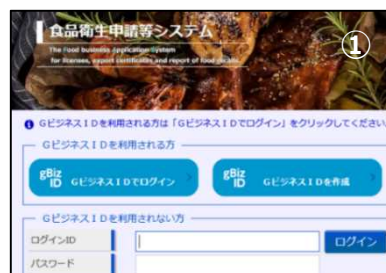 食品衛生申請等システム
①
The Food business Application System
for licenses, export certificates and report of food recalls
GビジネスIDを利用される方は「GビジネスIDでログイン」をクリックしてください
GビジネスIDを利用される方
gBiz ID GビジネスIDでログイン
gBiz ID GビジネスIDを作成
GビジネスIDを利用されない方
ログインID
ログイン
パスワード